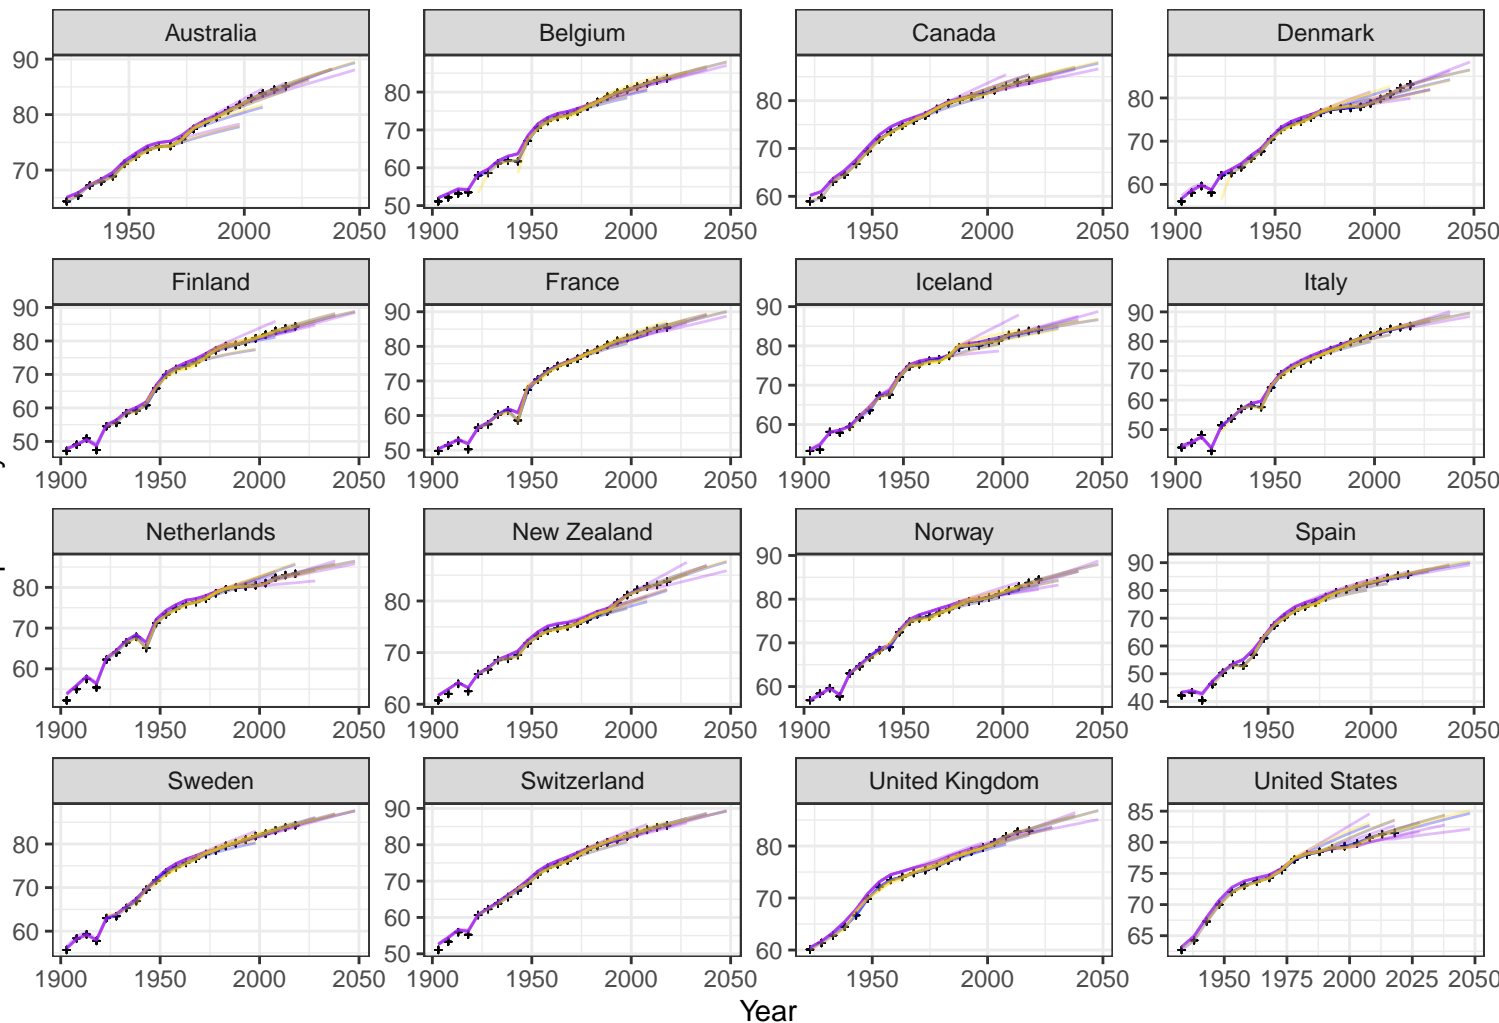 Australia Belgium Canada Denmark
90 80 70
80 70 60 50
80 70 60
80 60
1950 2000 2050 1900 1950 2000 2050 1950 2000 2050 1900 1950 2000 2050
Finland France Iceland Italy
90 80 70 60 50
90 80 70 60 50
90 80 70 60
90 80 70 60 50
1900 1950 2000 2050 1900 1950 2000 2050 1900 1950 2000 2050 1900 1950 2000 2050
Netherlands New Zealand Norway Spain
80 70 60
80 70 60
90 80 70 60
90 80 70 60 50 40
1900 1950 2000 2050 1900 1950 2000 2050 1900 1950 2000 2050 1950 2000 2050
Sweden Switzerland United Kingdom United States
80 70 60
90 80 70 60 50
80 70 60
85 80 75 70 65
1900 1950 2000 2050 1900 1950 2000 2050 1950 2000 2050 1950 1975 2000 2025 2050
Year